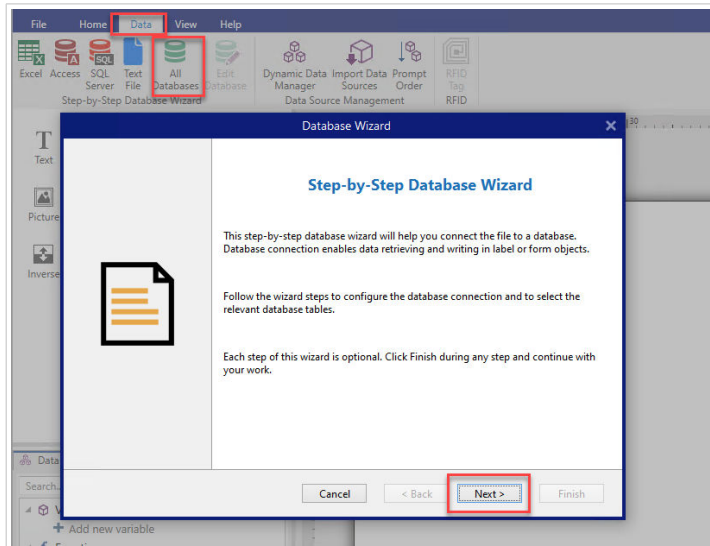 File Home Data View Help
Excel Access SQL Server Text File All Databases Edit Database Dynamic Data Manager Import Data Sources Prompt Order RFID Tag
Step-by-Step Database Wizard Data Source Management RFID
Database Wizard
30
Text
Picture
Inverse
Step-by-Step Database Wizard
This step-by-step database wizard will help you connect the file to a database.
Database connection enables data retrieving and writing in label or form objects.
Follow the wizard steps to configure the database connection and to select the
relevant database tables.
Each step of this wizard is optional. Click Finish during any step and continue with
your work.
Data
Search
Cancel < Back Next > Finish
Add new variable